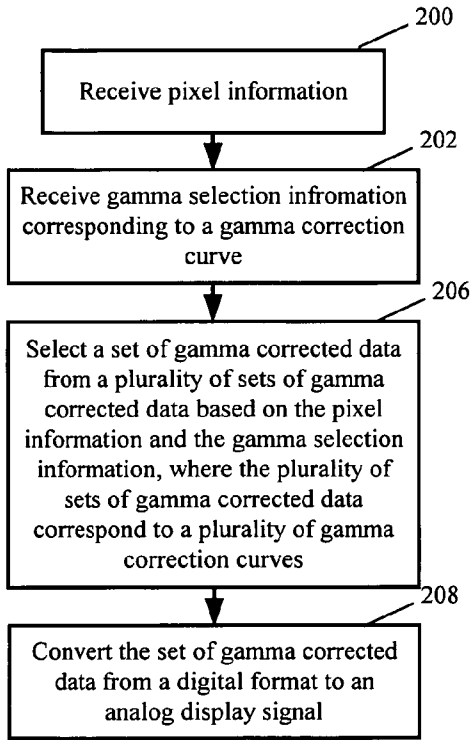 200
Receive pixel information
202
Receive gamma selection infromation
corresponding to a gamma correction
curve
206
Select a set of gamma corrected data
from a plurality of sets of gamma
corrected data based on the pixel
information and the gamma selection
information, where the plurality of
sets of gamma corrected data
correspond to a plurality of gamma
correction curves
208
Convert the set of gamma corrected
data from a digital format to an
analog display signal